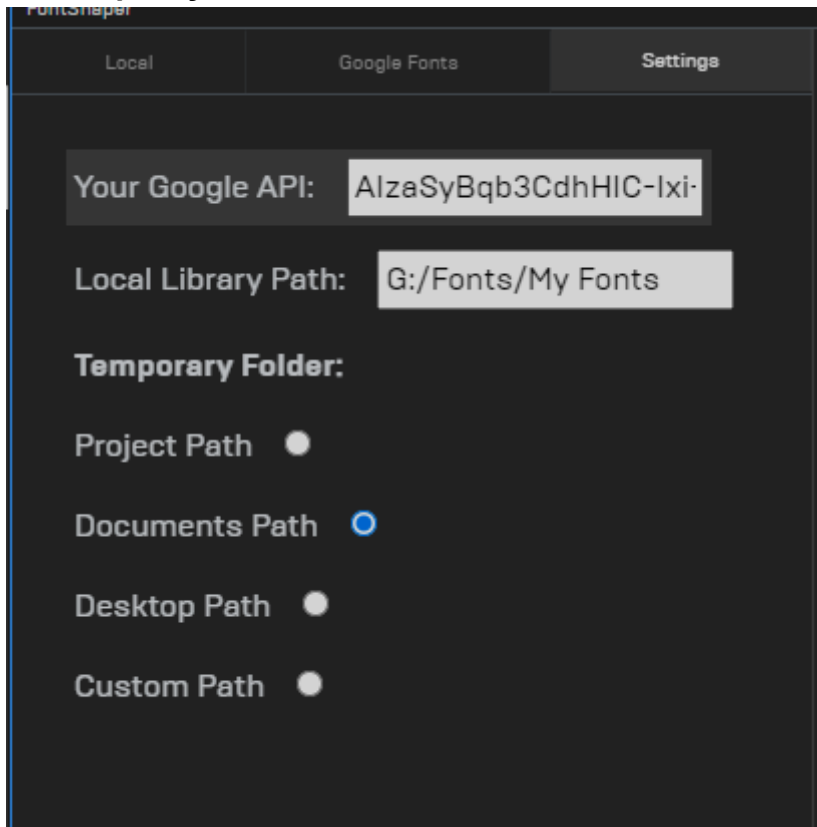 FontShaper
Local Google Fonts Settings
Your Google API: AIzaSyBqb3CdhHIC-Ixi-
Local Library Path: G:/Fonts/My Fonts
Temporary Folder:
Project Path
Documents Path
Desktop Path
Custom Path